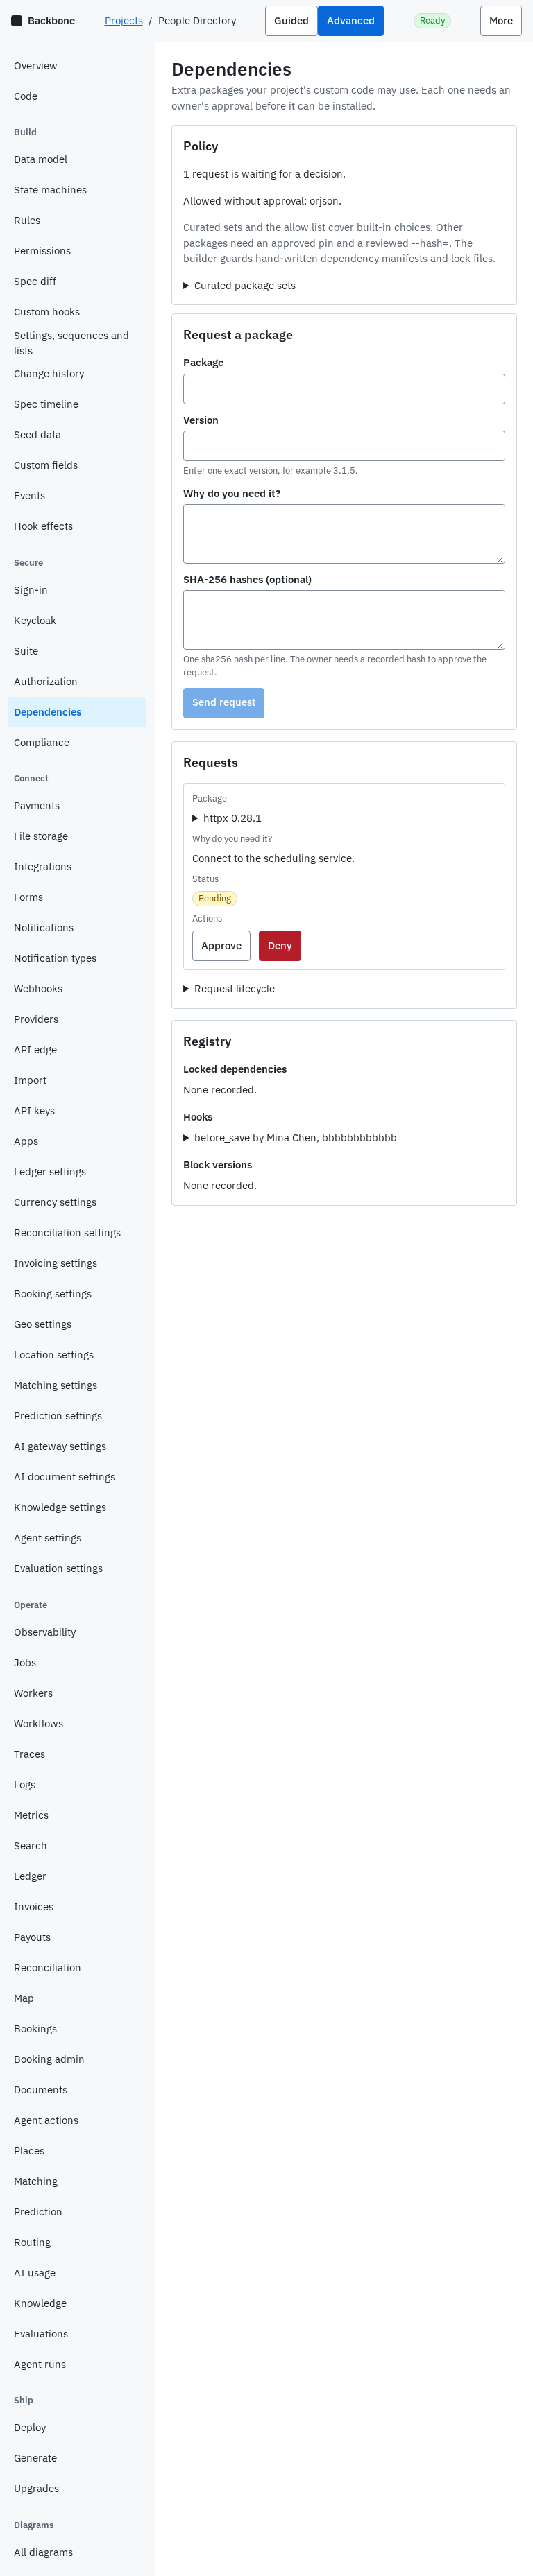 Backbone
Projects / People Directory
Guided
Advanced
Ready
More
Overview
Code
Build
Data model
State machines
Rules
Permissions
Spec diff
Custom hooks
Settings, sequences and
lists
Change history
Spec timeline
Seed data
Custom fields
Events
Hook effects
Secure
Sign-in
Keycloak
Suite
Authorization
Dependencies
Compliance
Connect
Payments
File storage
Integrations
Forms
Notifications
Notification types
Webhooks
Providers
API edge
Import
API keys
Apps
Ledger settings
Currency settings
Reconciliation settings
Invoicing settings
Booking settings
Geo settings
Location settings
Matching settings
Prediction settings
AI gateway settings
AI document settings
Knowledge settings
Agent settings
Evaluation settings
Operate
Observability
Jobs
Workers
Workflows
Traces
Logs
Metrics
Search
Ledger
Invoices
Payouts
Reconciliation
Map
Bookings
Booking admin
Documents
Agent actions
Places
Matching
Prediction
Routing
AI usage
Knowledge
Evaluations
Agent runs
Ship
Deploy
Generate
Upgrades
Diagrams
All diagrams
Dependencies
Extra packages your project's custom code may use. Each one needs an
owner's approval before it can be installed.
Policy
1 request is waiting for a decision.
Allowed without approval: orjson.
Curated sets and the allow list cover built-in choices. Other
packages need an approved pin and a reviewed --hash=. The
builder guards hand-written dependency manifests and lock files.
Curated package sets
Request a package
Package
Version
Enter one exact version, for example 3.1.5.
Why do you need it?
SHA-256 hashes (optional)
One sha256 hash per line. The owner needs a recorded hash to approve the
request.
Send request
Requests
Package
httpx 0.28.1
Why do you need it?
Connect to the scheduling service.
Status
Pending
Actions
Approve
Deny
Request lifecycle
Registry
Locked dependencies
None recorded.
Hooks
before_save by Mina Chen, bbbbbbbbbbbb
Block versions
None recorded.